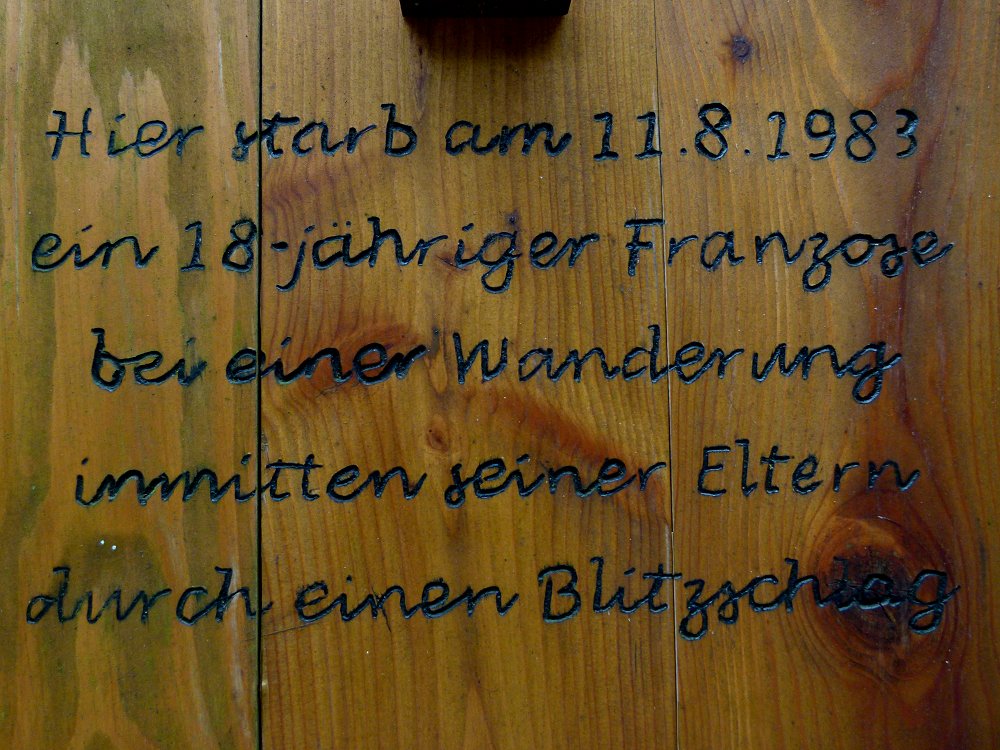 Hier starb am 11.8.1983
ein 18-jähriger Franzose
bei einer Wanderung
inmitten seiner Eltern
durch einen Blitzschlag